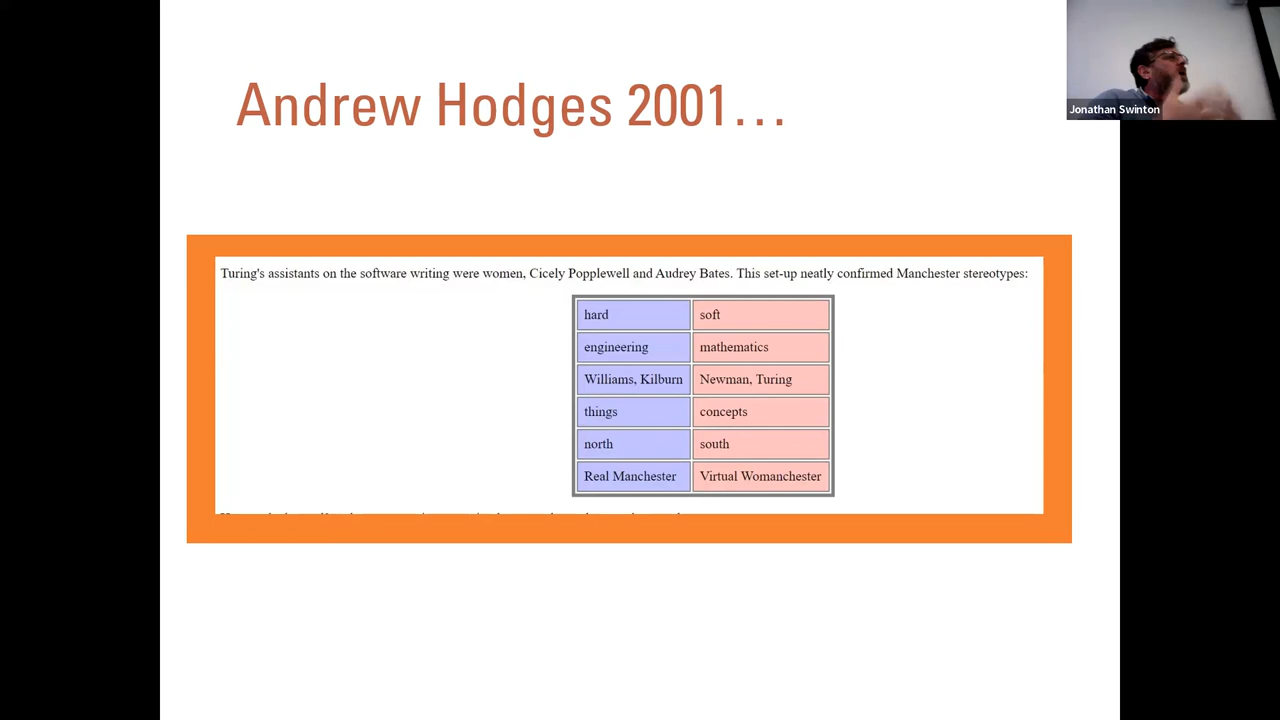 Andrew Hodges 2001…
Jonathan Swinton
Turing's assistants on the software writing were women, Cicely Popplewell and Audrey Bates. This set-up neatly confirmed Manchester stereotypes:
hard soft
engineering mathematics
Williams, Kilburn Newman, Turing
things concepts
north south
Real Manchester Virtual Womanchester